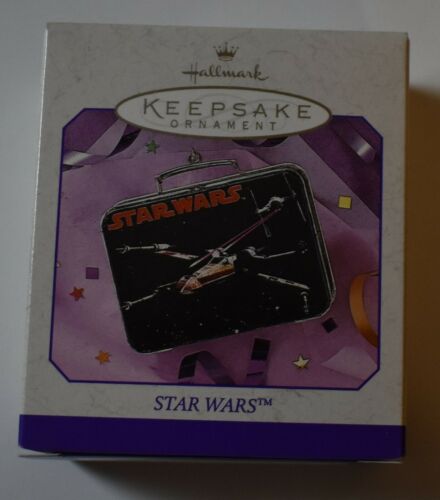 Hallmark
KEEPSAKE
ORNAMENT
STAR WARS
STAR WARS™